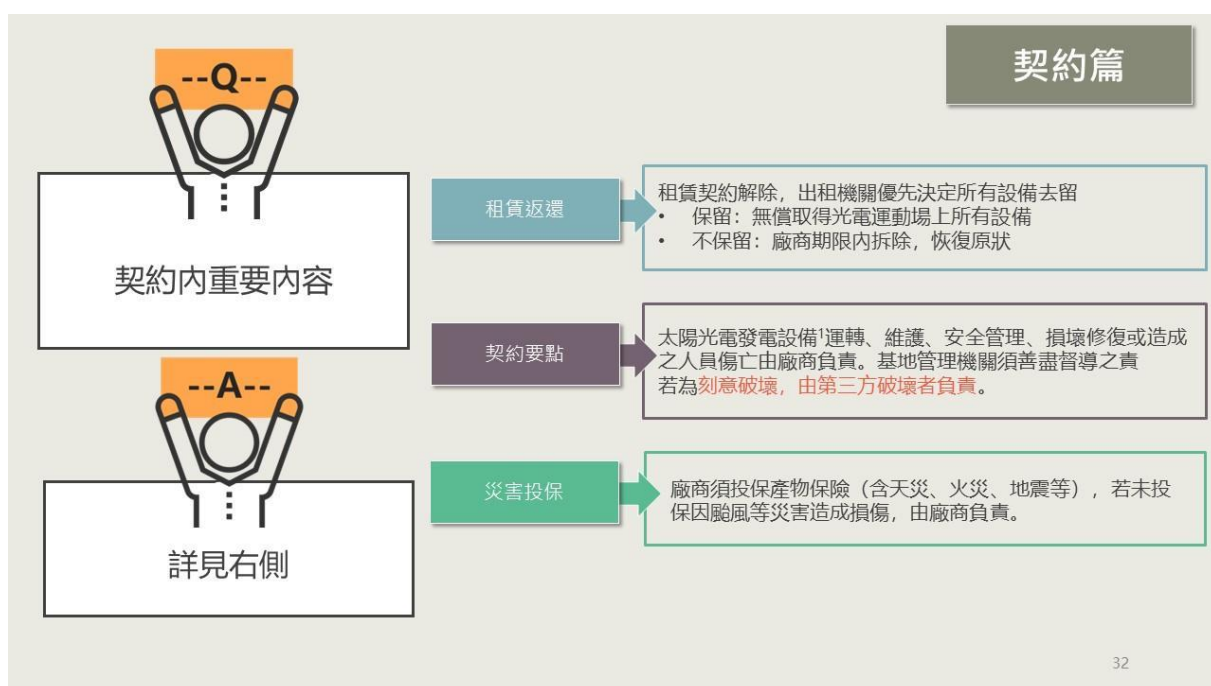 契約篇
--Q--
契約內重要內容
--A--
詳見右側
租賃返還
租賃契約解除，出租機關優先決定所有設備去留
• 保留：無償取得光電運動場上所有設備
• 不保留：廠商期限內拆除，恢復原狀
契約要點
太陽光電發電設備¹運轉、維護、安全管理、損壞修復或造成
之人員傷亡由廠商負責。基地管理機關須善盡督導之責
若為刻意破壞，由第三方破壞者負責。
災害投保
廠商須投保產物保險（含天災、火災、地震等），若未投
保因颱風等災害造成損傷，由廠商負責。
32